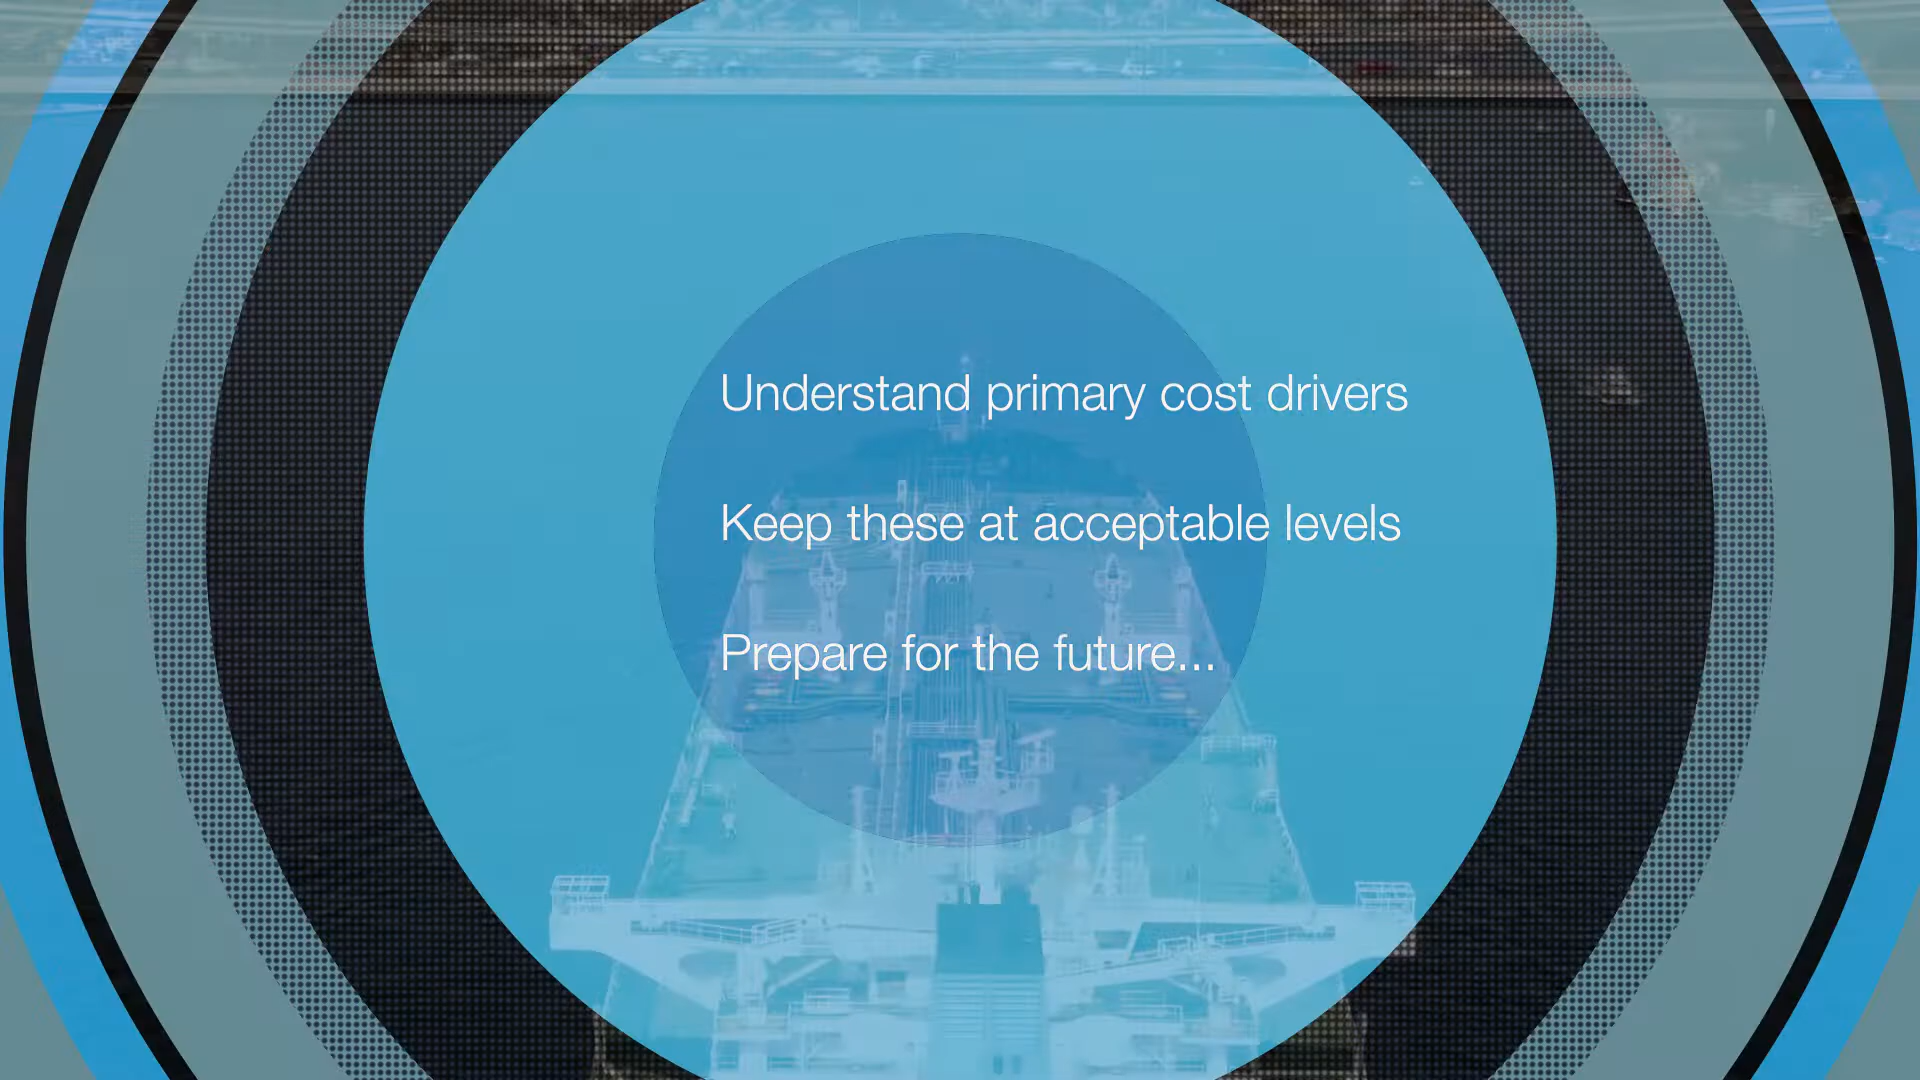 Understand primary cost drivers
Keep these at acceptable levels
Prepare for the future...